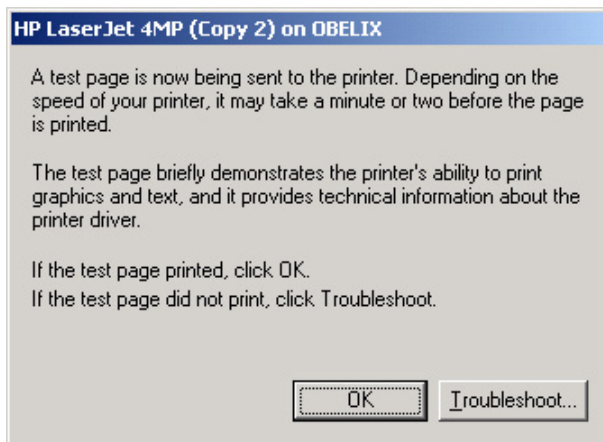 HP LaserJet 4MP (Copy 2) on OBELIX
A test page is now being sent to the printer. Depending on the
speed of your printer, it may take a minute or two before the page
is printed.
The test page briefly demonstrates the printer's ability to print
graphics and text, and it provides technical information about the
printer driver.
If the test page printed, click OK.
If the test page did not print, click Troubleshoot.
OK
Troubleshoot...